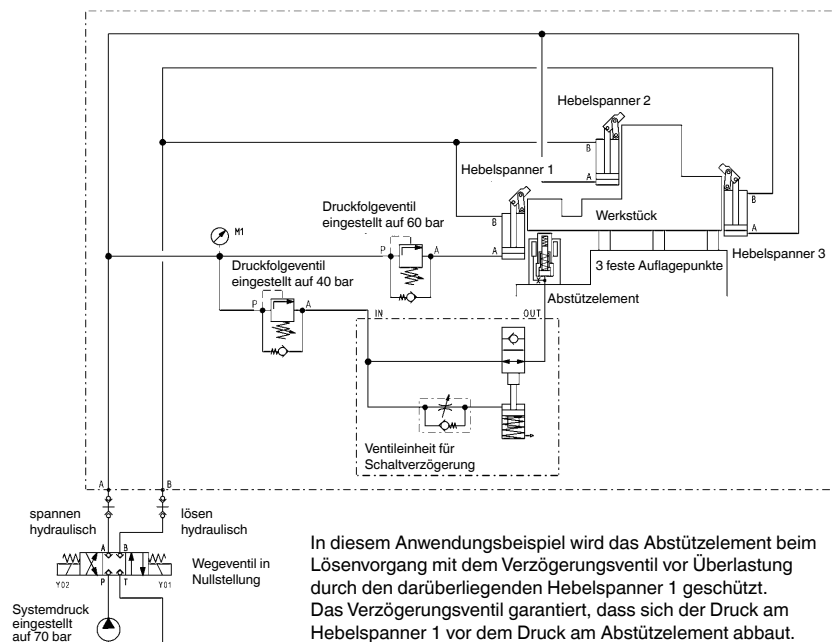 Hebelspanner 2
B
Hebelspanner 1
A
B
B
Druckfolgeventil
eingestellt auf 60 bar
Werkstück
M1
A
A
Hebelspanner 3
P
A
Druckfolgeventil
eingestellt auf 40 bar
3 feste Auflagepunkte
Abstützelement
P
A
IN
OUT
Ventileinheit für
Schaltverzögerung
A
B
spannen
hydraulisch
lösen
hydraulisch
A
B
Wegeventil in
Nullstellung
Y02
P
T
Y01
Systemdruck
eingestellt
auf 70 bar
In diesem Anwendungsbeispiel wird das Abstützelement beim
Lösenvorgang mit dem Verzögerungsventil vor Überlastung
durch den darüberliegenden Hebelspanner 1 geschützt.
Das Verzögerungsventil garantiert, dass sich der Druck am
Hebelspanner 1 vor dem Druck am Abstützelement abbaut.